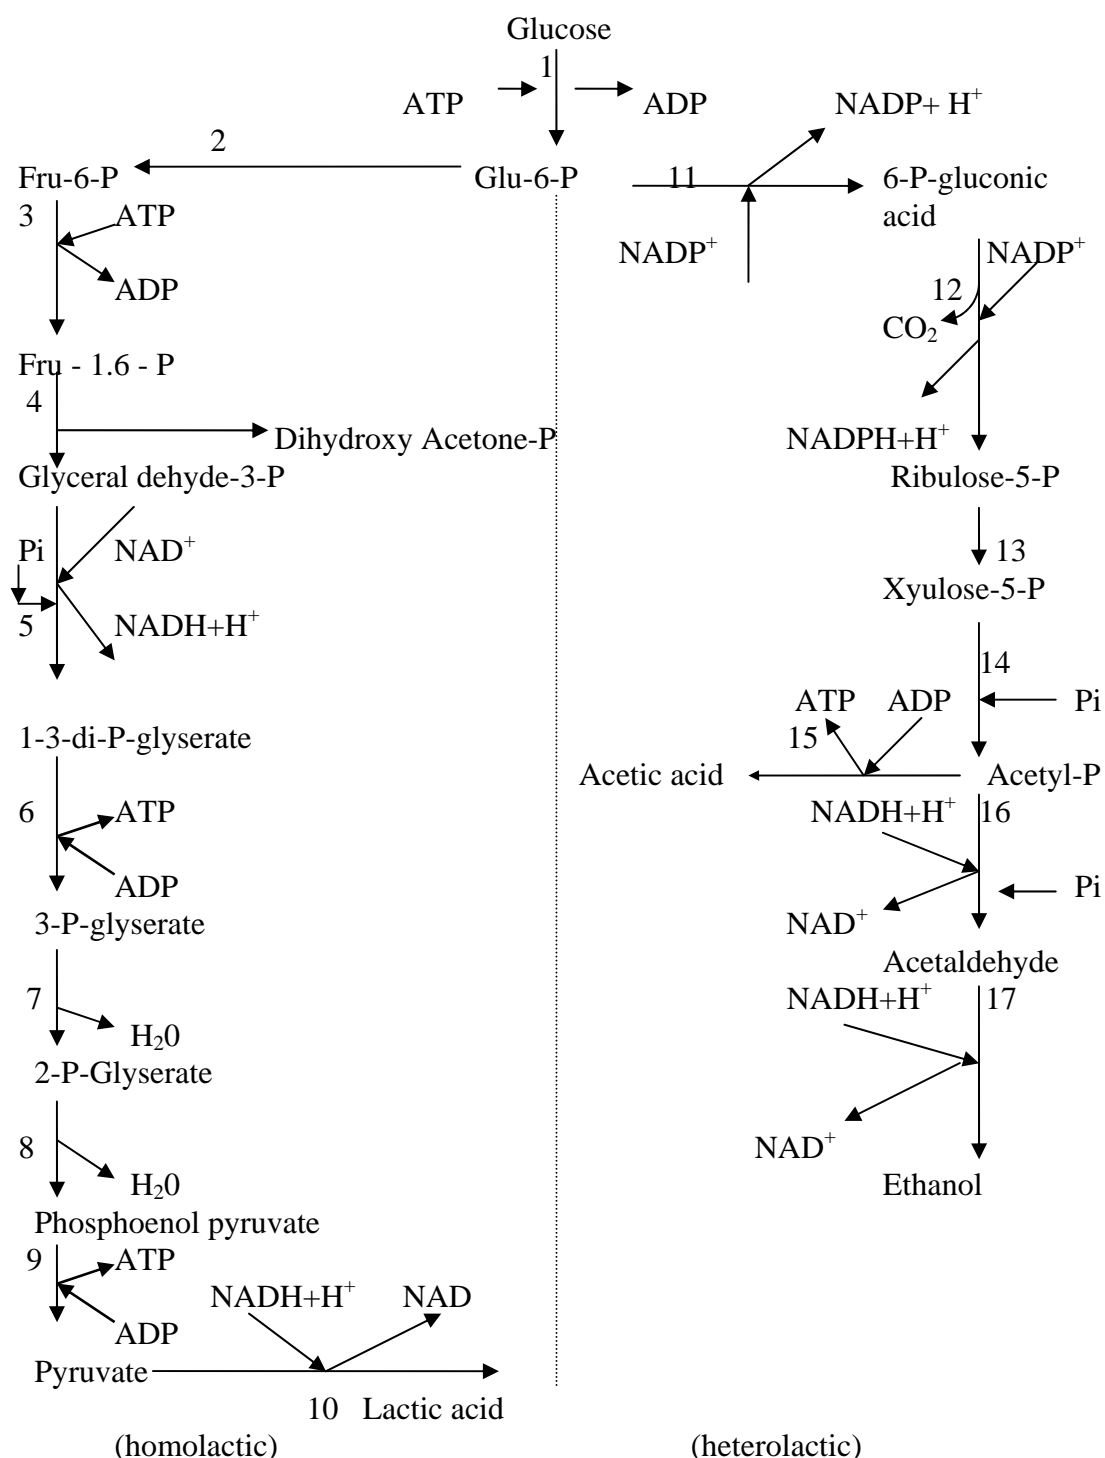 Glucose
1
ATP
ADP
NADP+ H⁺
2
Fru-6-P
Glu-6-P
11
6-P-gluconic
acid
3
ATP
NADP⁺
NADP⁺
ADP
12
CO₂
Fru - 1.6 - P
4
Dihydroxy Acetone-P
NADPH+H⁺
Glyceral dehyde-3-P
Ribulose-5-P
Pi
NAD⁺
13
Xyulose-5-P
5
NADH+H⁺
14
ATP
ADP
Pi
1-3-di-P-glyserate
15
Acetic acid
Acetyl-P
6
ATP
NADH+H⁺
16
ADP
Pi
3-P-glyserate
NAD⁺
Acetaldehyde
7
NADH+H⁺
17
H₂0
2-P-Glyserate
8
NAD⁺
H₂0
Ethanol
Phosphoenol pyruvate
9
ATP
NADH+H⁺
NAD
ADP
Pyruvate
10
Lactic acid
(homolactic)
(heterolactic)